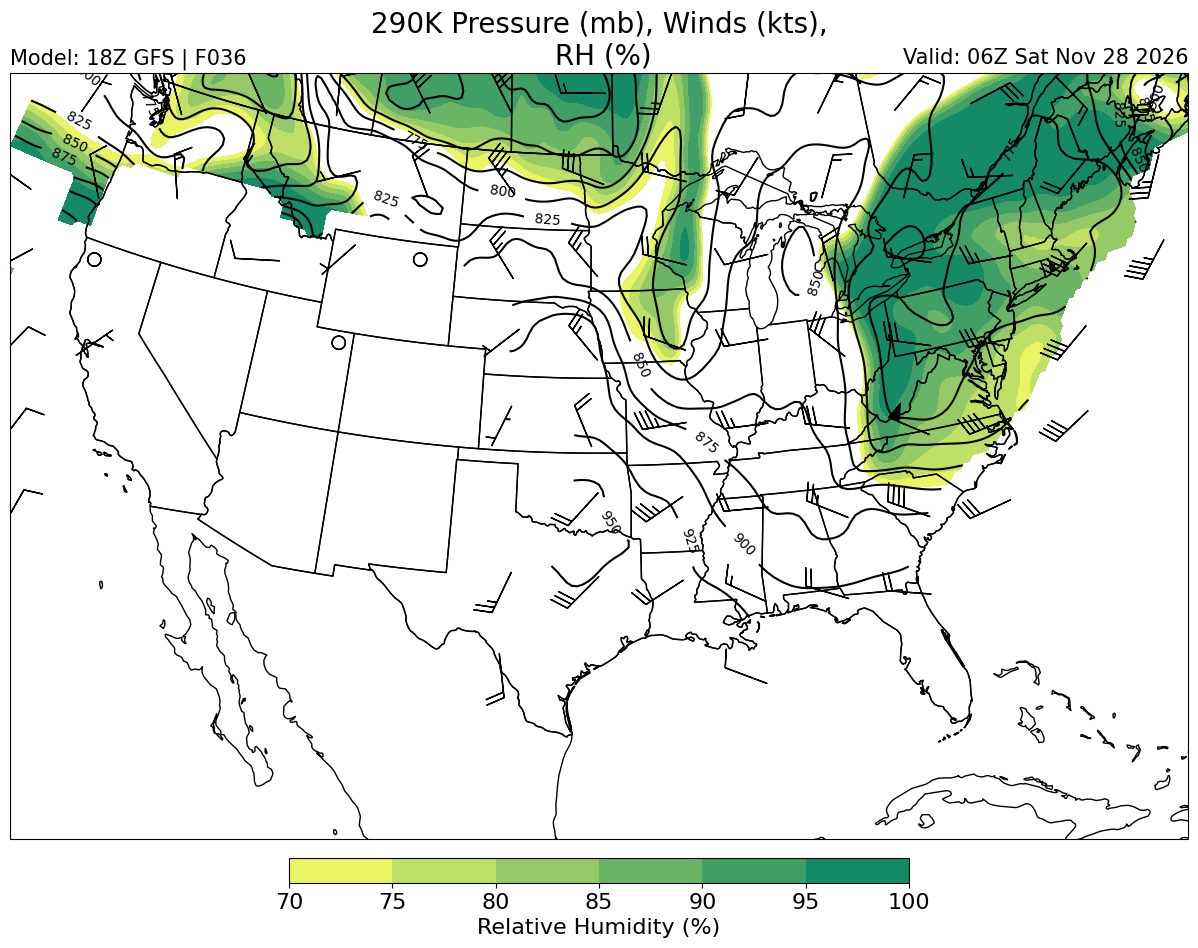 290K Pressure (mb), Winds (kts),
RH (%)
Model: 18Z GFS | F036
Valid: 06Z Sat Nov 28 2026
825
850
875
825
800
825
850
850
875
950
925
900
775
825
850
70 75 80 85 90 95 100
Relative Humidity (%)